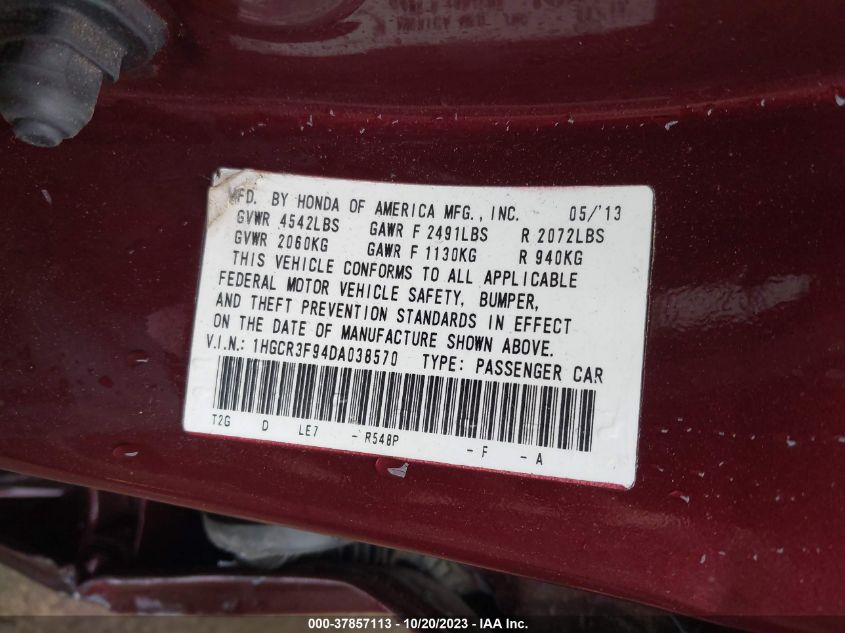 MFD. BY HONDA OF AMERICA MFG., INC. 05/'13
GVWR 4542LBS GAWR F 2491LBS R 2072LBS
GVWR 2060KG GAWR F 1130KG R 940KG
THIS VEHICLE CONFORMS TO ALL APPLICABLE
FEDERAL MOTOR VEHICLE SAFETY, BUMPER,
AND THEFT PREVENTION STANDARDS IN EFFECT
ON THE DATE OF MANUFACTURE SHOWN ABOVE.
V.I.N.: 1HGCR3F94DA038570 TYPE: PASSENGER CAR
T2G D LE7 - R548P - F - A
000-37857113 - 10/20/2023 - IAA Inc.